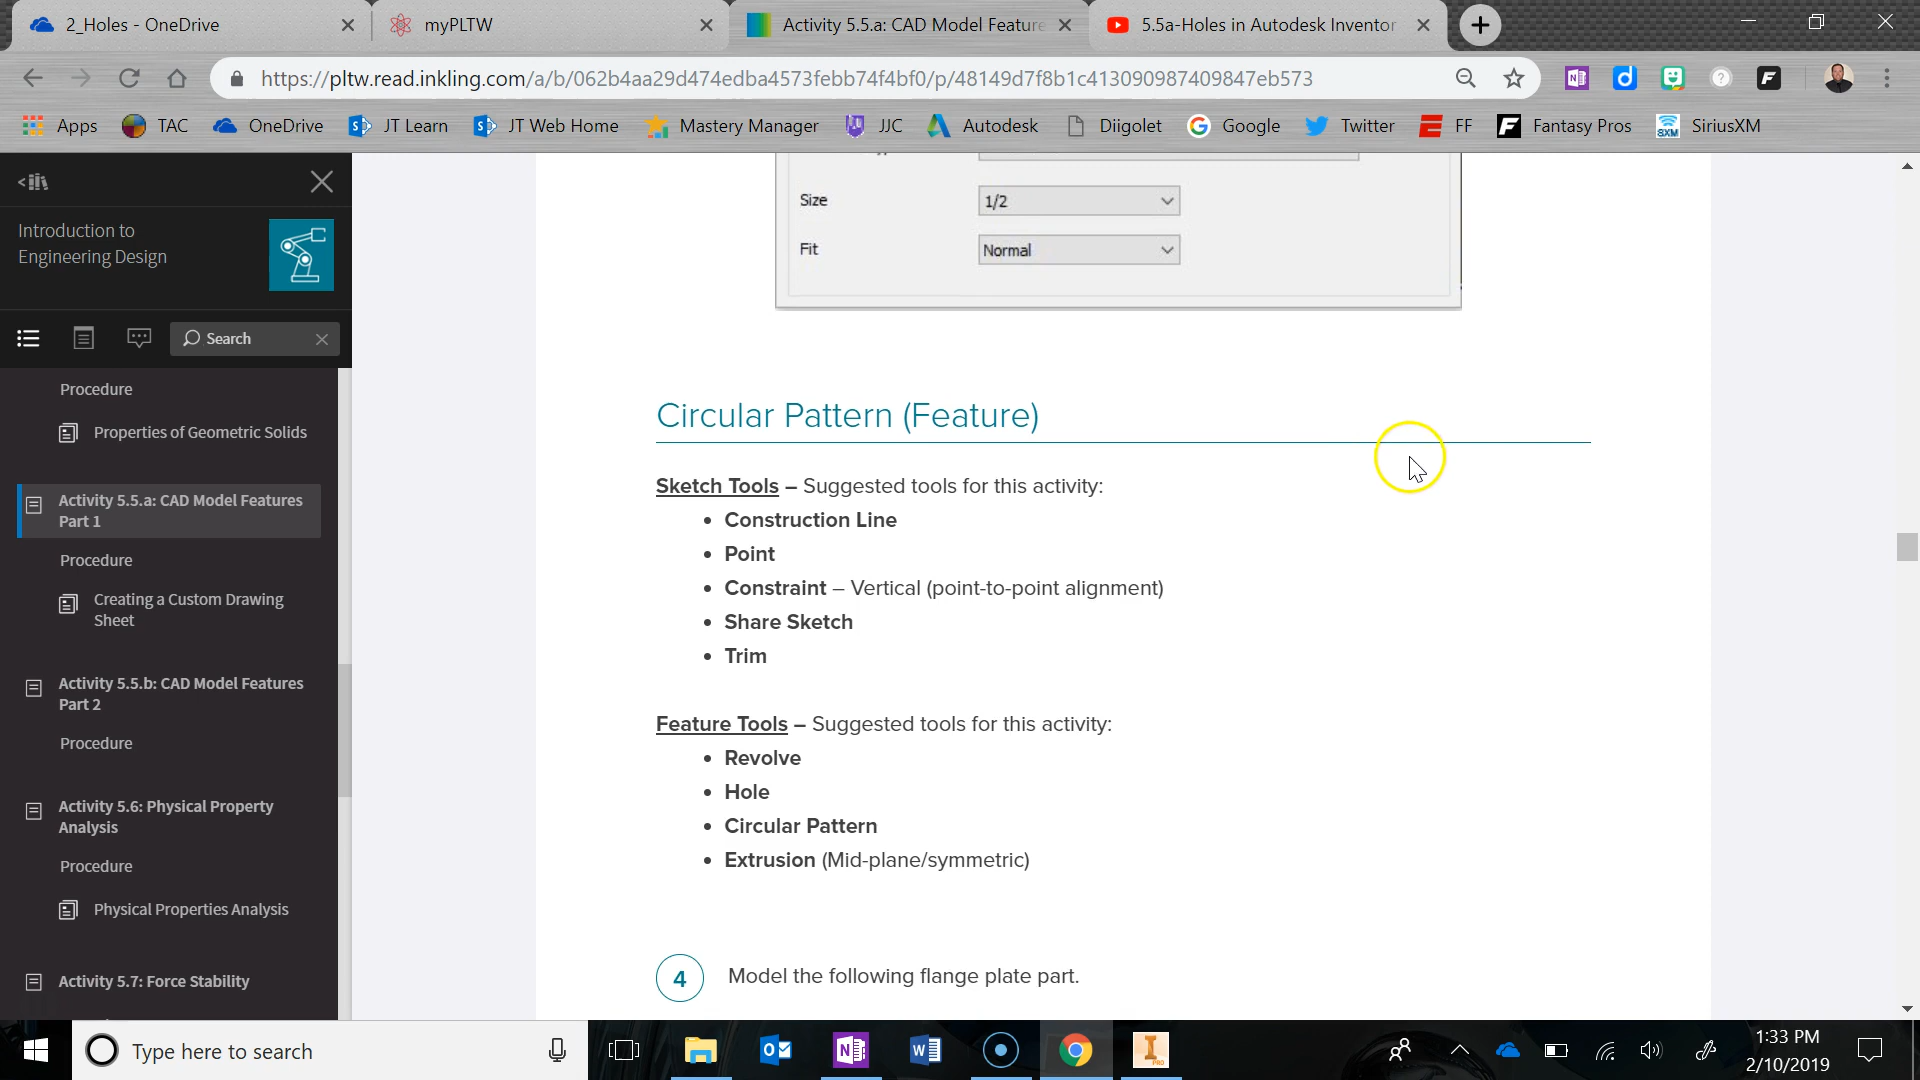 2_Holes - OneDrive
myPLTW
Activity 5.5.a: CAD Model Feature
5.5a-Holes in Autodesk Inventor
https://pltw.read.inkling.com/a/b/062b4aa29d474edba4573febb74f4bf0/p/48149d7f8b1c413090987409847eb573
Apps
TAC
OneDrive
JT Learn
JT Web Home
Mastery Manager
JJC
Autodesk
Diigolet
Google
Twitter
FF
Fantasy Pros
SiriusXM
Introduction to
Engineering Design
Search
Procedure
Properties of Geometric Solids
Activity 5.5.a: CAD Model Features
Part 1
Procedure
Creating a Custom Drawing
Sheet
Activity 5.5.b: CAD Model Features
Part 2
Procedure
Activity 5.6: Physical Property
Analysis
Procedure
Physical Properties Analysis
Activity 5.7: Force Stability
Size
1/2
Fit
Normal
Circular Pattern (Feature)
Sketch Tools – Suggested tools for this activity:
• Construction Line
• Point
• Constraint – Vertical (point-to-point alignment)
• Share Sketch
• Trim
Feature Tools – Suggested tools for this activity:
• Revolve
• Hole
• Circular Pattern
• Extrusion (Mid-plane/symmetric)
4 Model the following flange plate part.
Type here to search
1:33 PM
2/10/2019